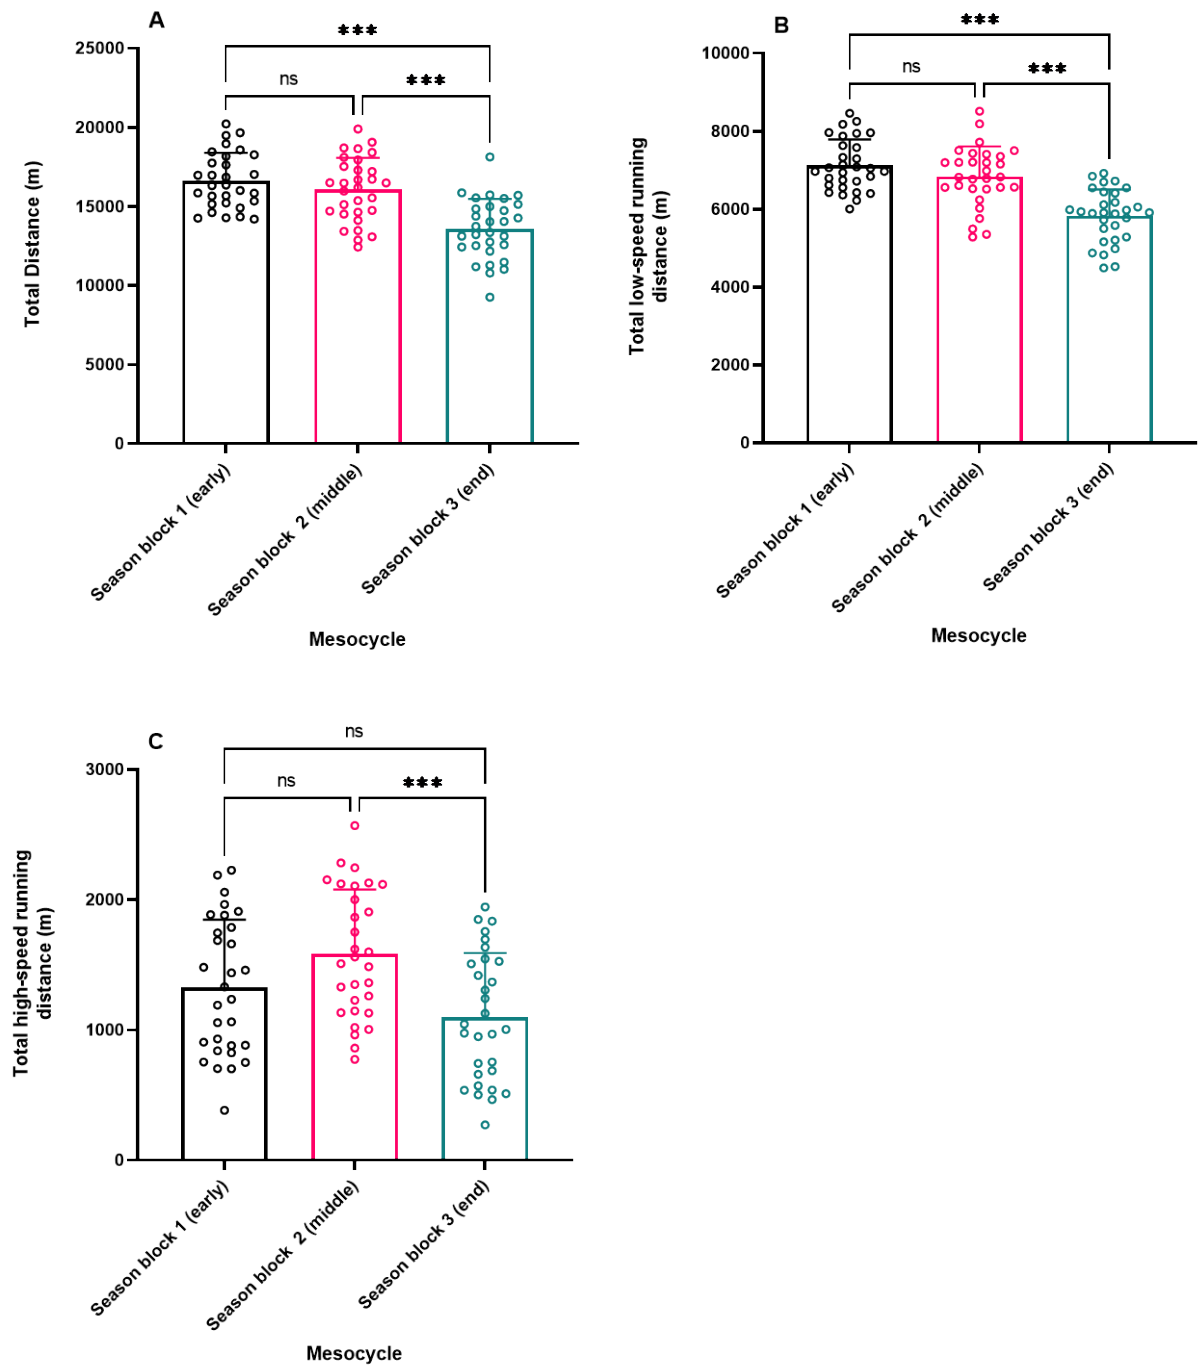 A
***
ns
***
25000
20000
15000
10000
5000
0
Total Distance (m)
Season block 1 (early)
Season block  2 (middle)
Season block 3 (end)
Mesocycle
B
***
ns
***
10000
8000
6000
4000
2000
0
Total low-speed running
distance (m)
Season block 1 (early)
Season block  2 (middle)
Season block 3 (end)
Mesocycle
C
ns
ns
***
3000
2000
1000
0
Total high-speed running
distance (m)
Season block 1 (early)
Season block  2 (middle)
Season block 3 (end)
Mesocycle